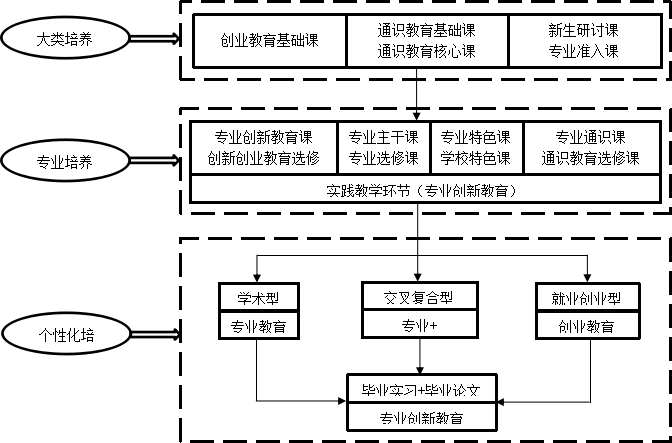 大类培养
创业教育基础课
通识教育基础课
通识教育核心课
新生研讨课
专业准入课
专业培养
专业创新教育课
创新创业教育选修
专业主干课
专业选修课
专业特色课
学校特色课
专业通识课
通识教育选修课
实践教学环节（专业创新教育）
个性化培
学术型
专业教育
交叉复合型
专业+
就业创业型
创业教育
毕业实习+毕业论文
专业创新教育